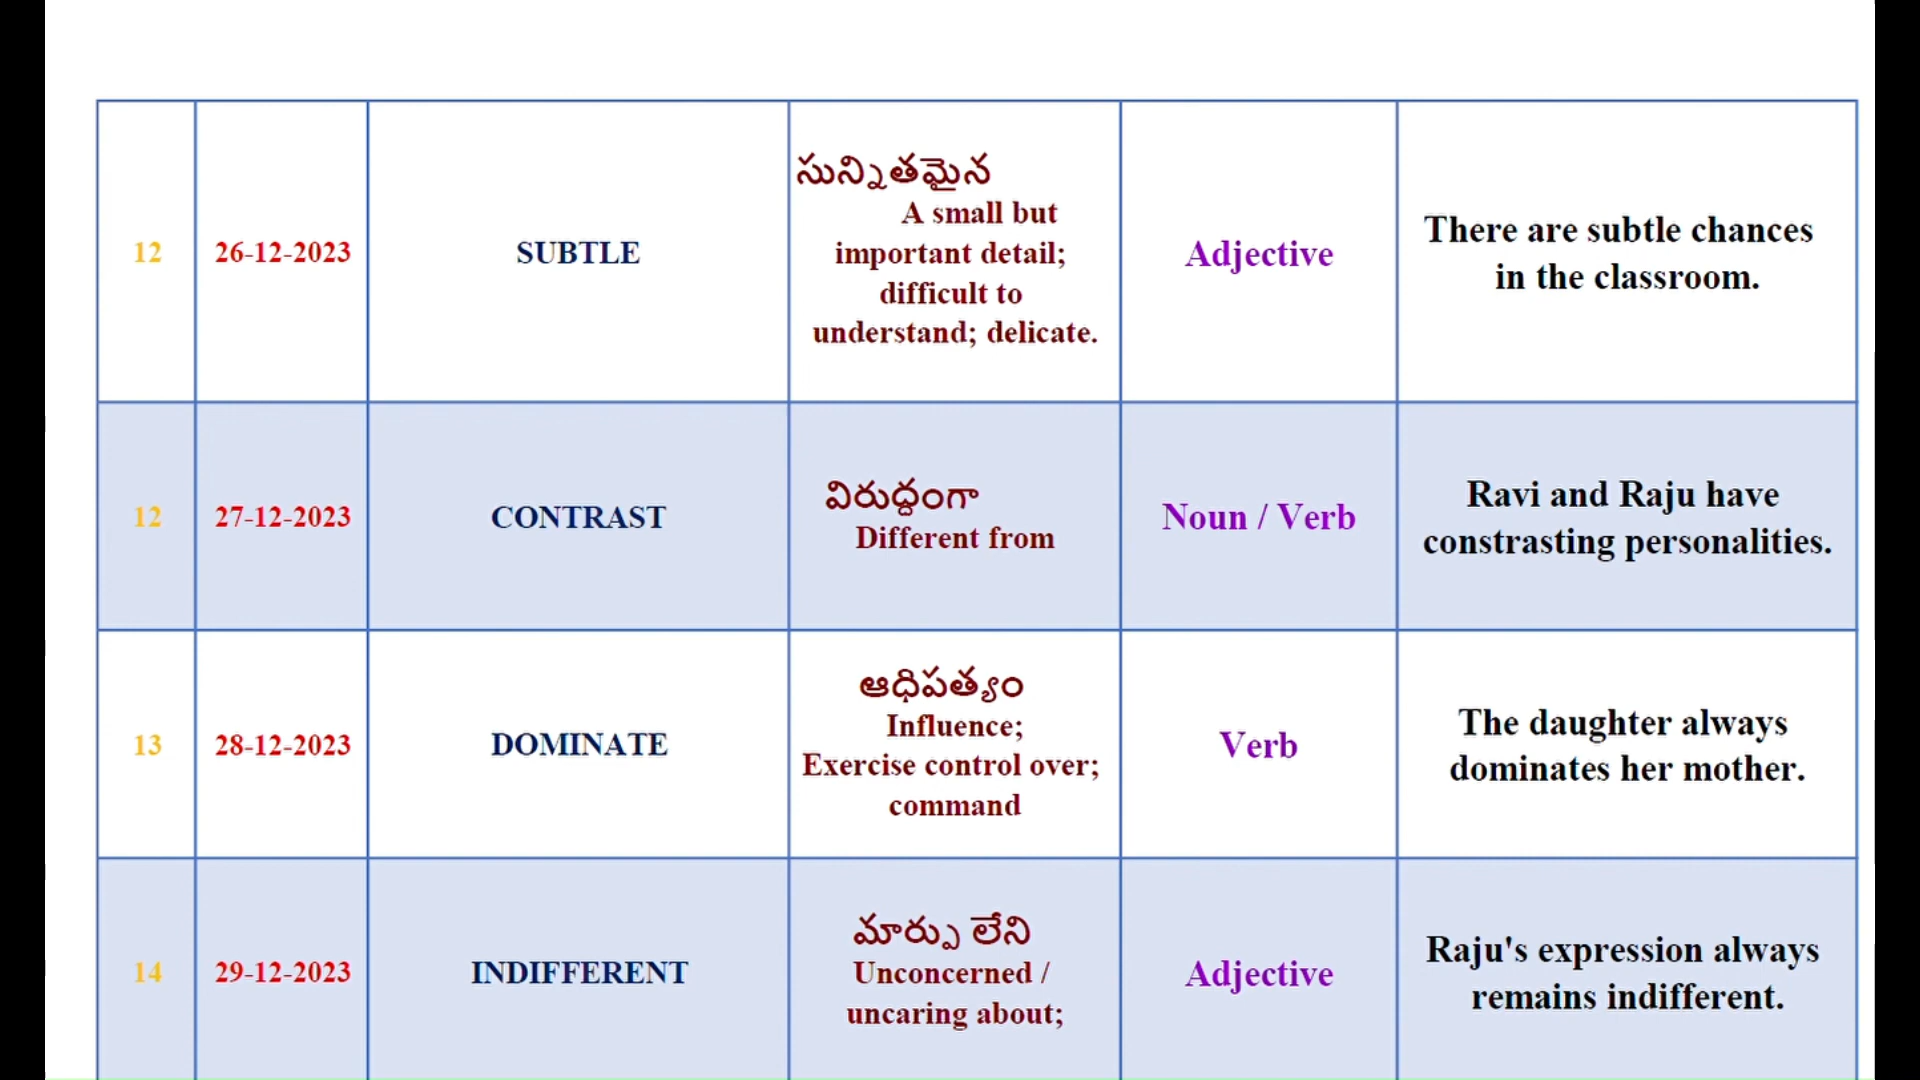 12
26-12-2023
SUBTLE
సున్నితమైన
A small but
important detail;
difficult to
understand; delicate.
Adjective
There are subtle chances
in the classroom.
12
27-12-2023
CONTRAST
విరుద్ధంగా
Different from
Noun / Verb
Ravi and Raju have
constrasting personalities.
13
28-12-2023
DOMINATE
ఆధిపత్యం
Influence;
Exercise control over;
command
Verb
The daughter always
dominates her mother.
14
29-12-2023
INDIFFERENT
మార్పు లేని
Unconcerned /
uncaring about;
Adjective
Raju's expression always
remains indifferent.